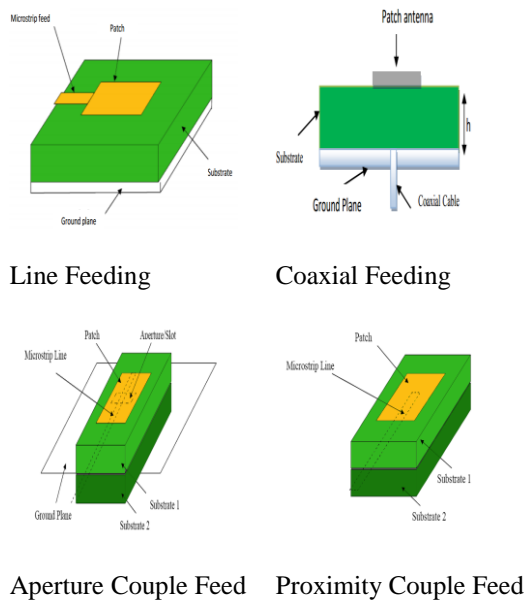 Microstrip feed
Patch
Substrate
Ground plane
Line Feeding
Patch antenna
h
Substrate
Ground Plane
Coaxial Cable
Coaxial Feeding
Patch
Aperture/Slot
Microstrip Line
Ground Plane
Substrate 1
Substrate 2
Aperture Couple Feed
Patch
Microstrip Line
Substrate 1
Substrate 2
Proximity Couple Feed